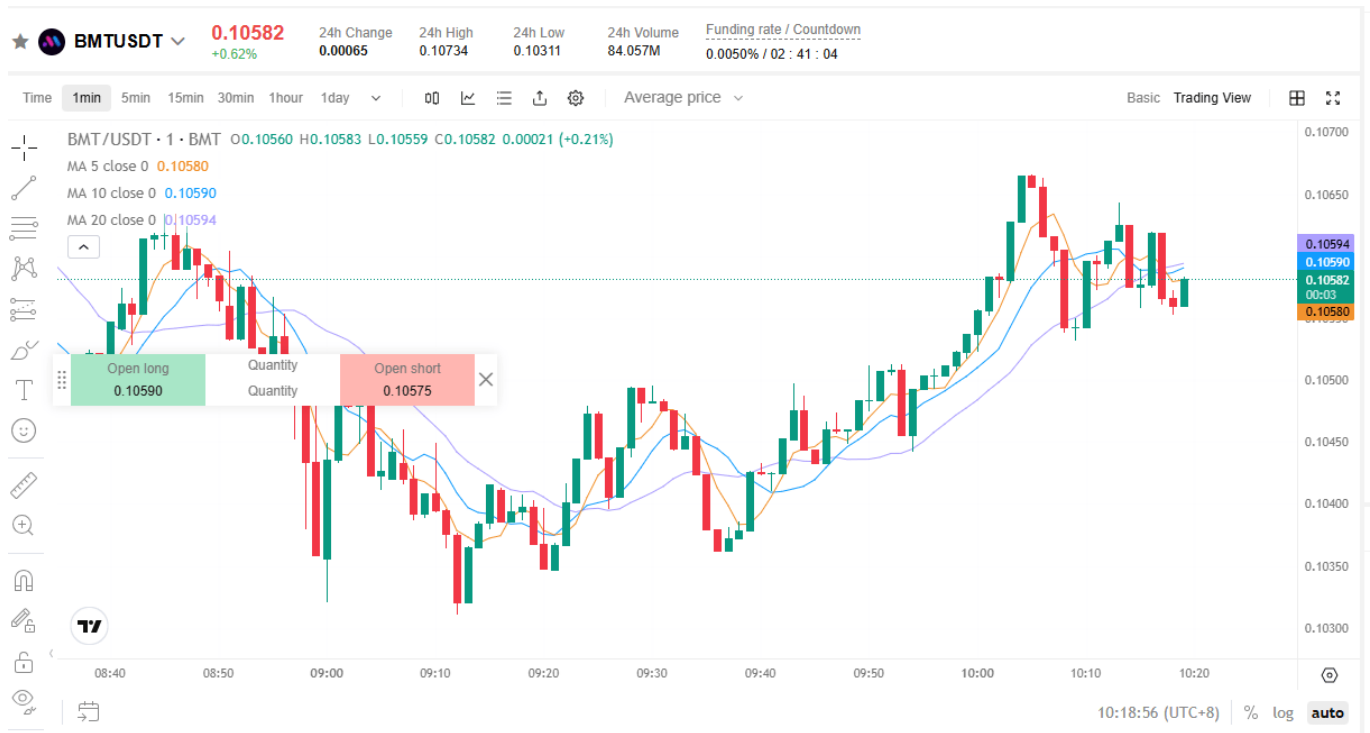 BMTUSDT
0.10582
+0.62%
24h Change
0.00065
24h High
0.10734
24h Low
0.10311
24h Volume
84.057M
Funding rate / Countdown
0.0050% / 02 : 41 : 04
Time 1min 5min 15min 30min 1hour 1day Average price Basic Trading View
BMT/USDT · 1 · BMT O0.10560 H0.10583 L0.10559 C0.10582 0.00021 (+0.21%)
MA 5 close 0 0.10580
MA 10 close 0 0.10590
MA 20 close 0 0.10594
0.10700
0.10650
0.10594
0.10590
0.10582
00:03
0.10580
0.10500
0.10450
0.10400
0.10350
0.10300
Open long
0.10590
Quantity
Quantity
Open short
0.10575
08:40 08:50 09:00 09:10 09:20 09:30 09:40 09:50 10:00 10:10 10:20
10:18:56 (UTC+8) % log auto